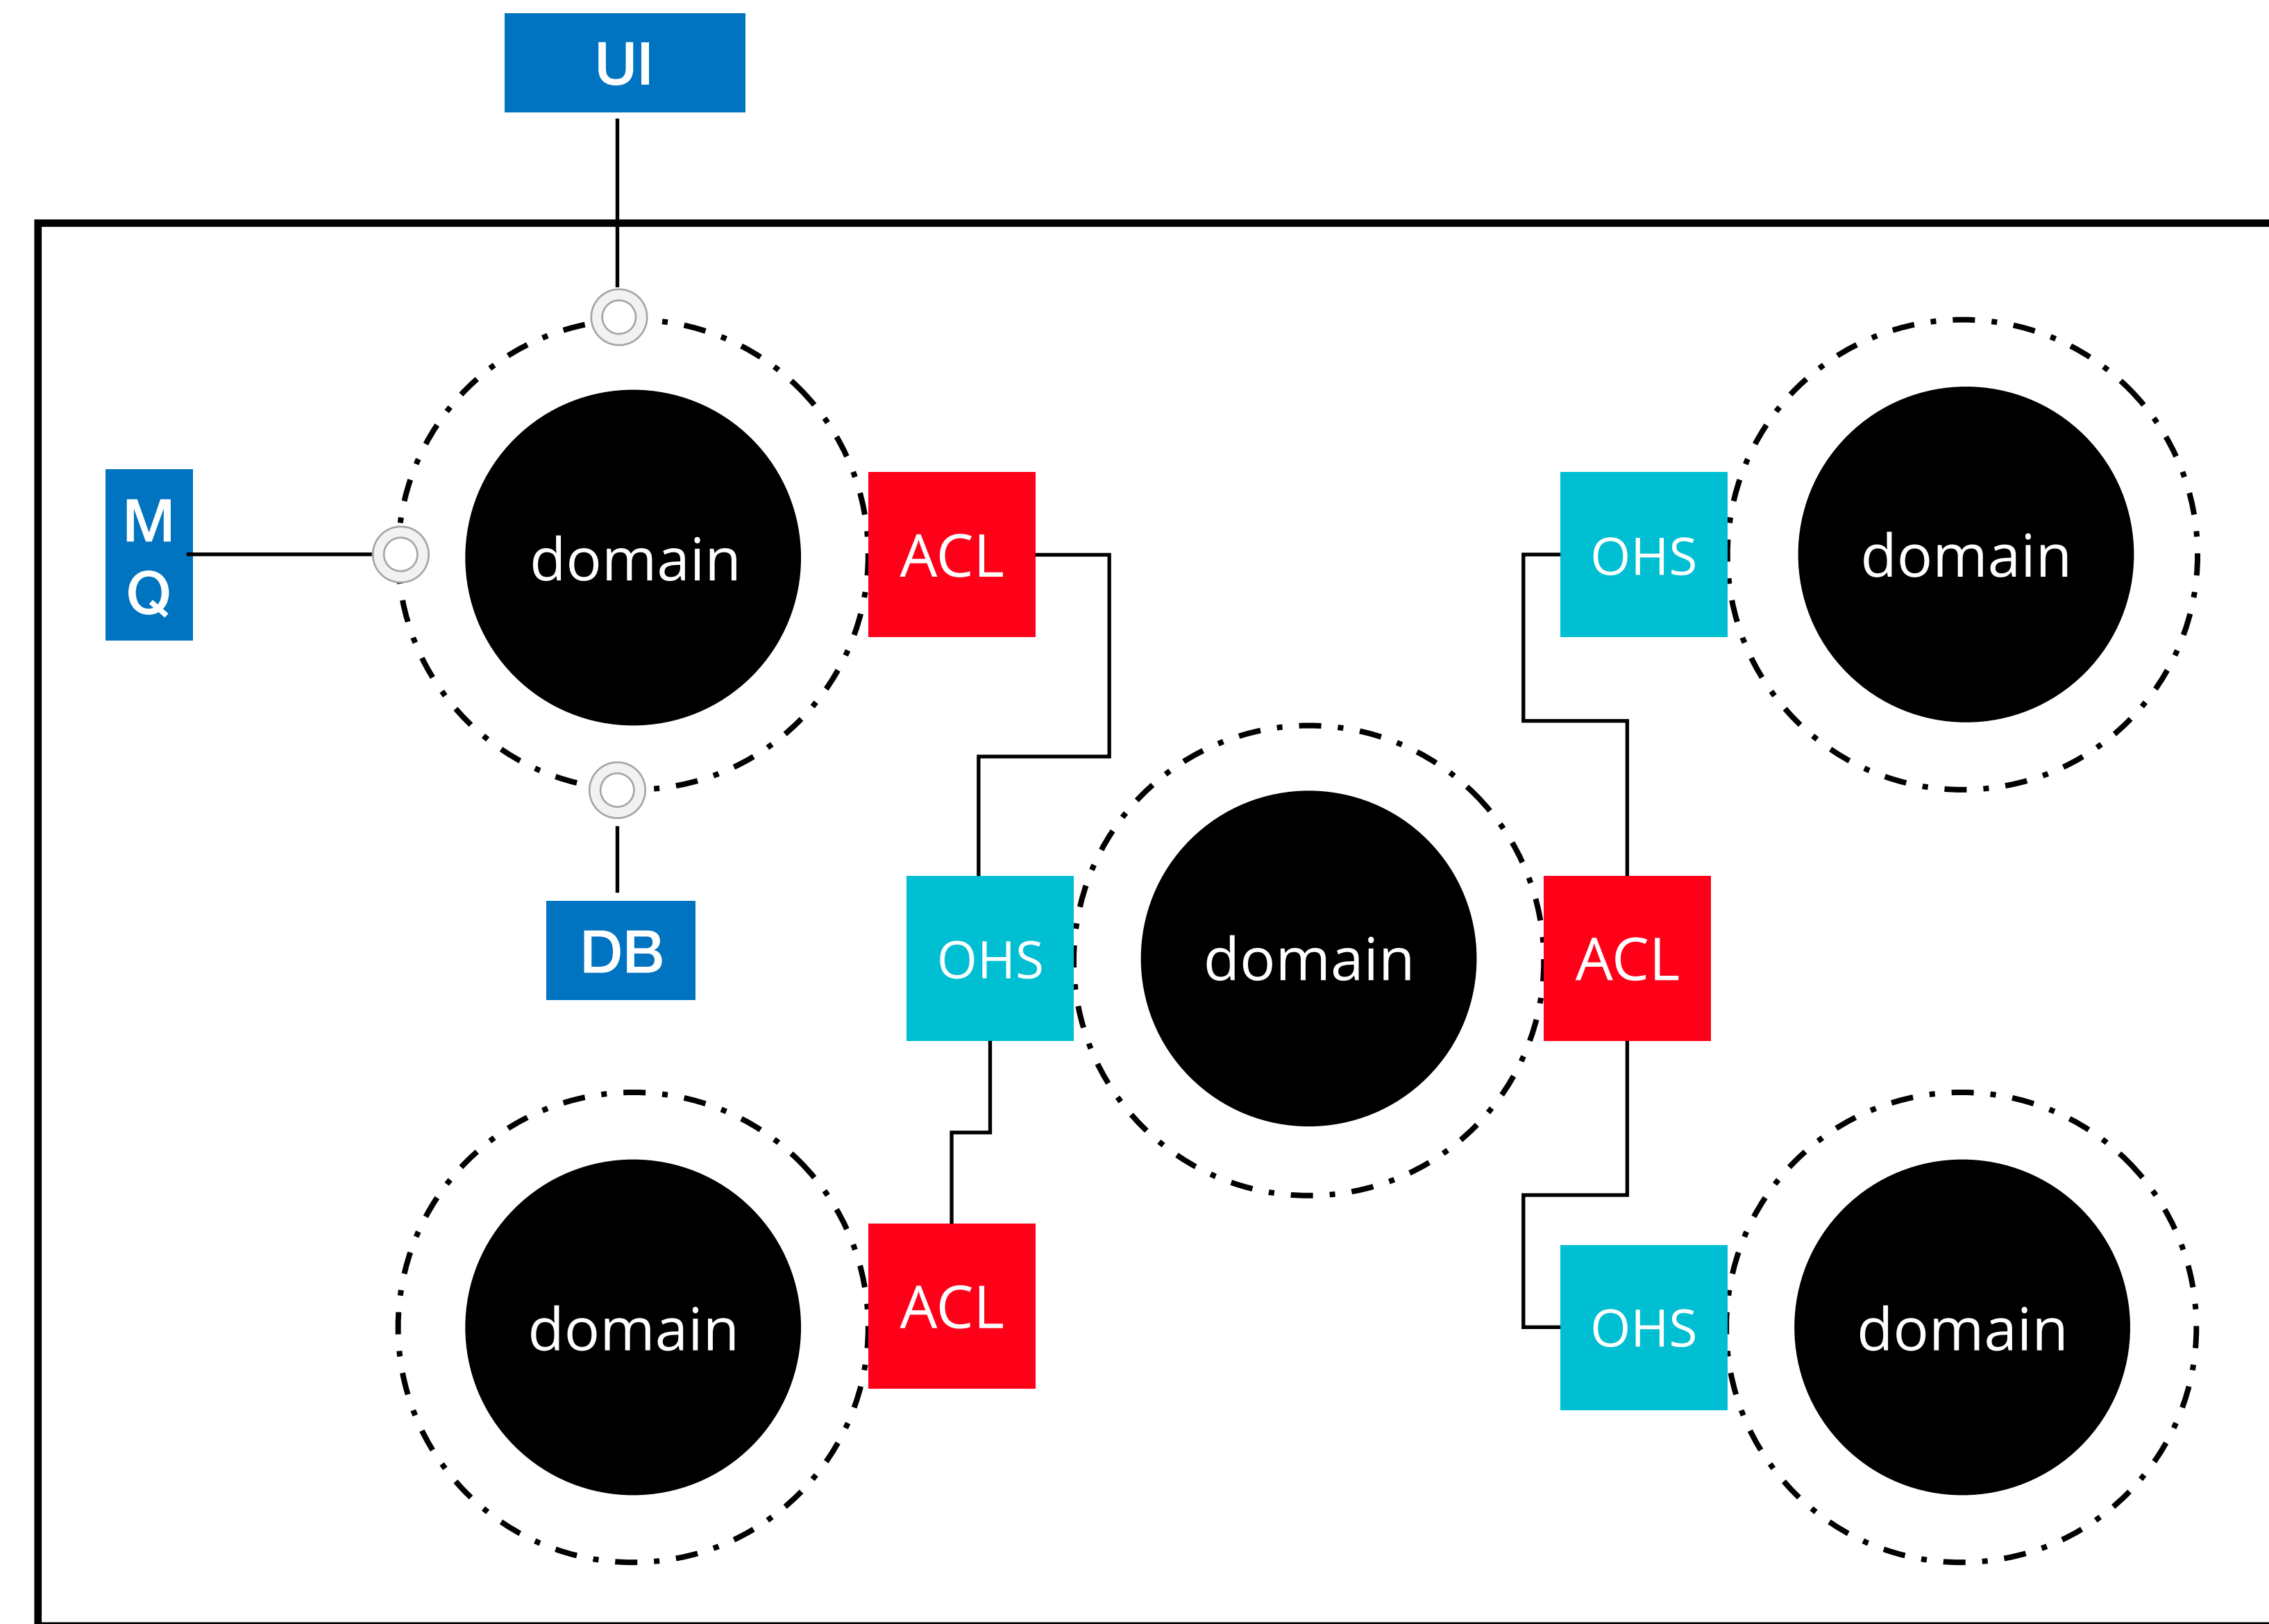 UI
M
Q
domain
ACL
OHS
domain
DB
OHS
domain
ACL
domain
ACL
OHS
domain